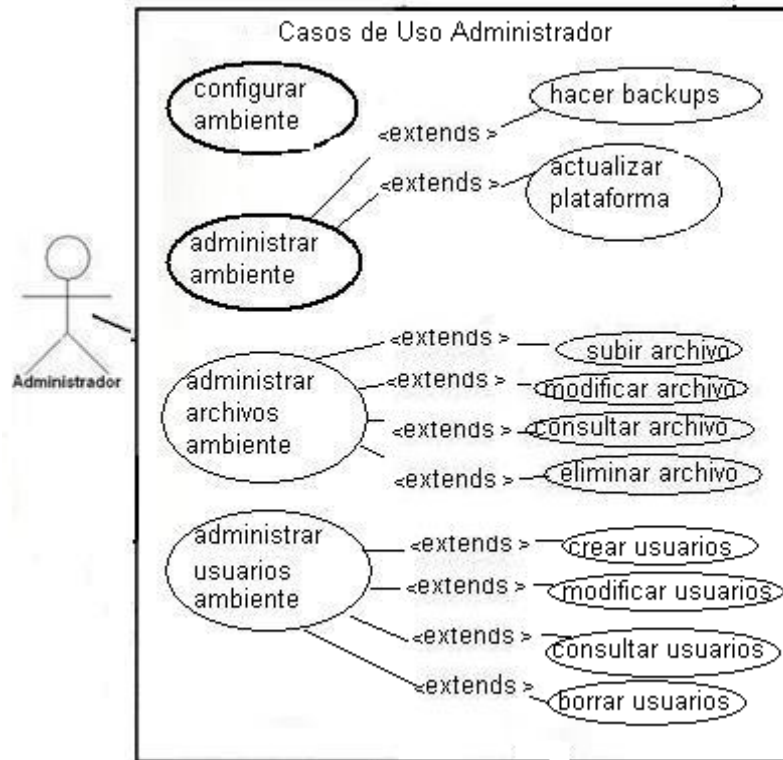 Casos de Uso Administrador
configurar
ambiente
hacer backups
<extends >
<extends >
actualizar
plataforma
administrar
ambiente
Administrador
<extends >
subir archivo
administrar
archivos
ambiente
<extends >
modificar archivo
<extends >
consultar archivo
<extends >
eliminar archivo
administrar
usuarios
ambiente
<extends >
crear usuarios
<extends >
modificar usuarios
<extends >
consultar usuarios
<extends >
borrar usuarios